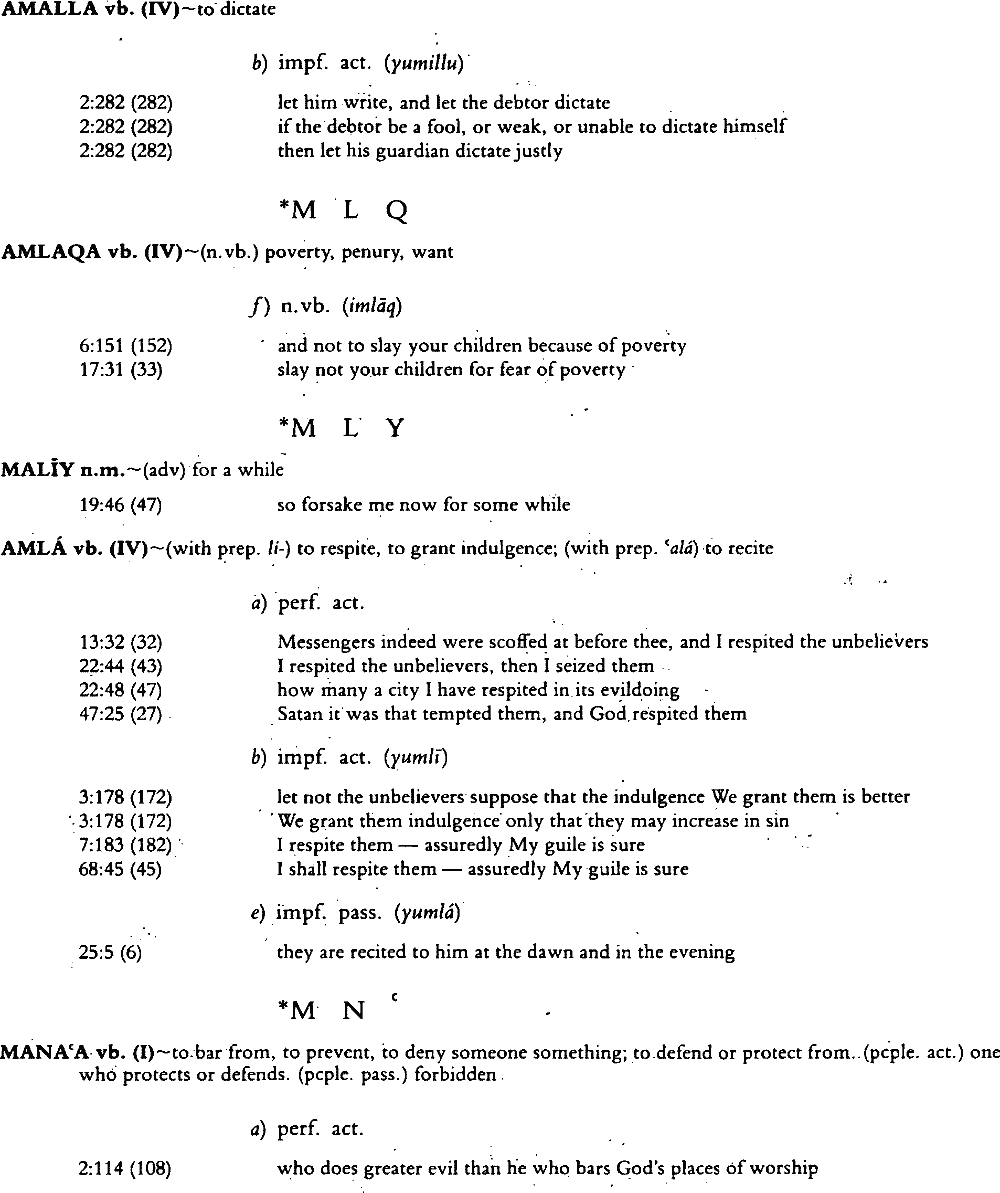 AMALLA vb. (IV)~to dictate
b) impf. act. (yumillu)
2:282 (282) let him write, and let the debtor dictate
2:282 (282) if the debtor be a fool, or weak, or unable to dictate himself
2:282 (282) then let his guardian dictate justly
*M L Q
AMLAQA vb. (IV)~(n.vb.) poverty, penury, want
f) n.vb. (imlāq)
6:151 (152) and not to slay your children because of poverty
17:31 (33) slay not your children for fear of poverty
*M L Y
MALĪY n.m.~(adv) for a while
19:46 (47) so forsake me now for some while
AMLÁ vb. (IV)~(with prep. li-) to respite, to grant indulgence; (with prep. ʿalá) to recite
a) perf. act.
13:32 (32) Messengers indeed were scoffed at before thee, and I respited the unbelievers
22:44 (43) I respited the unbelievers, then I seized them
22:48 (47) how many a city I have respited in its evildoing
47:25 (27) Satan it was that tempted them, and God respited them
b) impf. act. (yumlī)
3:178 (172) let not the unbelievers suppose that the indulgence We grant them is better
3:178 (172) We grant them indulgence only that they may increase in sin
7:183 (182) I respite them — assuredly My guile is sure
68:45 (45) I shall respite them — assuredly My guile is sure
e) impf. pass. (yumlá)
25:5 (6) they are recited to him at the dawn and in the evening
*M N ʿ
MANAʿA vb. (I)~to bar from, to prevent, to deny someone something; to defend or protect from. (pcple. act.) one
who protects or defends. (pcple. pass.) forbidden
a) perf. act.
2:114 (108) who does greater evil than he who bars God's places of worship